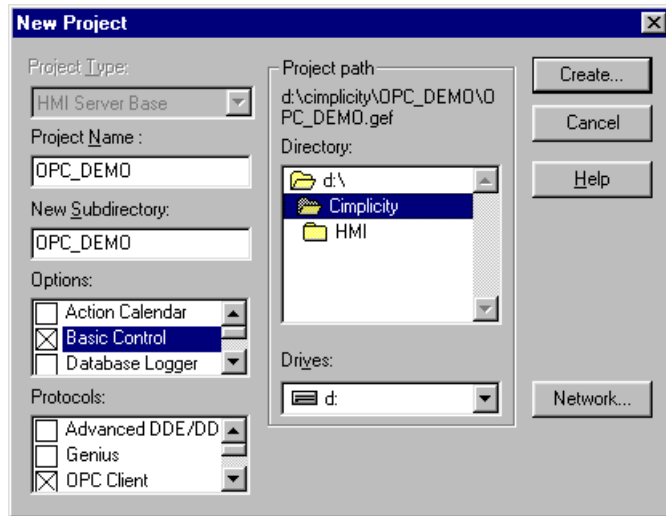 New Project
Project Type:
HMI Server Base
Project Name :
OPC_DEMO
New Subdirectory:
OPC_DEMO
Options:
Action Calendar
Basic Control
Database Logger
Protocols:
Advanced DDE/DD
Genius
OPC Client
Project path
d:\cimplicity\OPC_DEMO\O
PC_DEMO.gef
Directory:
d:\
Cimplicity
HMI
Drives:
d:
Create...
Cancel
Help
Network...